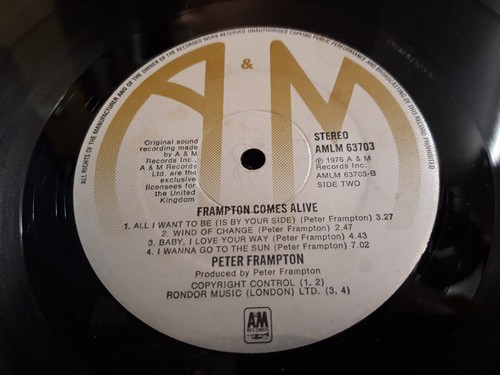 ALL RIGHTS OF THE MANUFACTURER AND OF THE OWNER OF THE RECORDED WORK RESERVED UNAUTHORISED COPYING PUBLIC PERFORMANCE AND BROADCASTING OF THIS RECORD PROHIBITED
A & M
Original sound
recording made
by A & M
Records Inc.
A & M Records
Ltd. are the
exclusive
licensees for
the United
Kingdom
STEREO
AMLM 63703
℗ 1976 A & M
Records Inc.
AMLM 63703-B
SIDE TWO
FRAMPTON COMES ALIVE
1. ALL I WANT TO BE (IS BY YOUR SIDE) (Peter Frampton) 3.27
2. WIND OF CHANGE (Peter Frampton) 2.47
3. BABY, I LOVE YOUR WAY (Peter Frampton) 4.43
4. I WANNA GO TO THE SUN (Peter Frampton) 7.02
PETER FRAMPTON
Produced by Peter Frampton
COPYRIGHT CONTROL (1, 2)
RONDOR MUSIC (LONDON) LTD. (3, 4)
AM
RECORDS